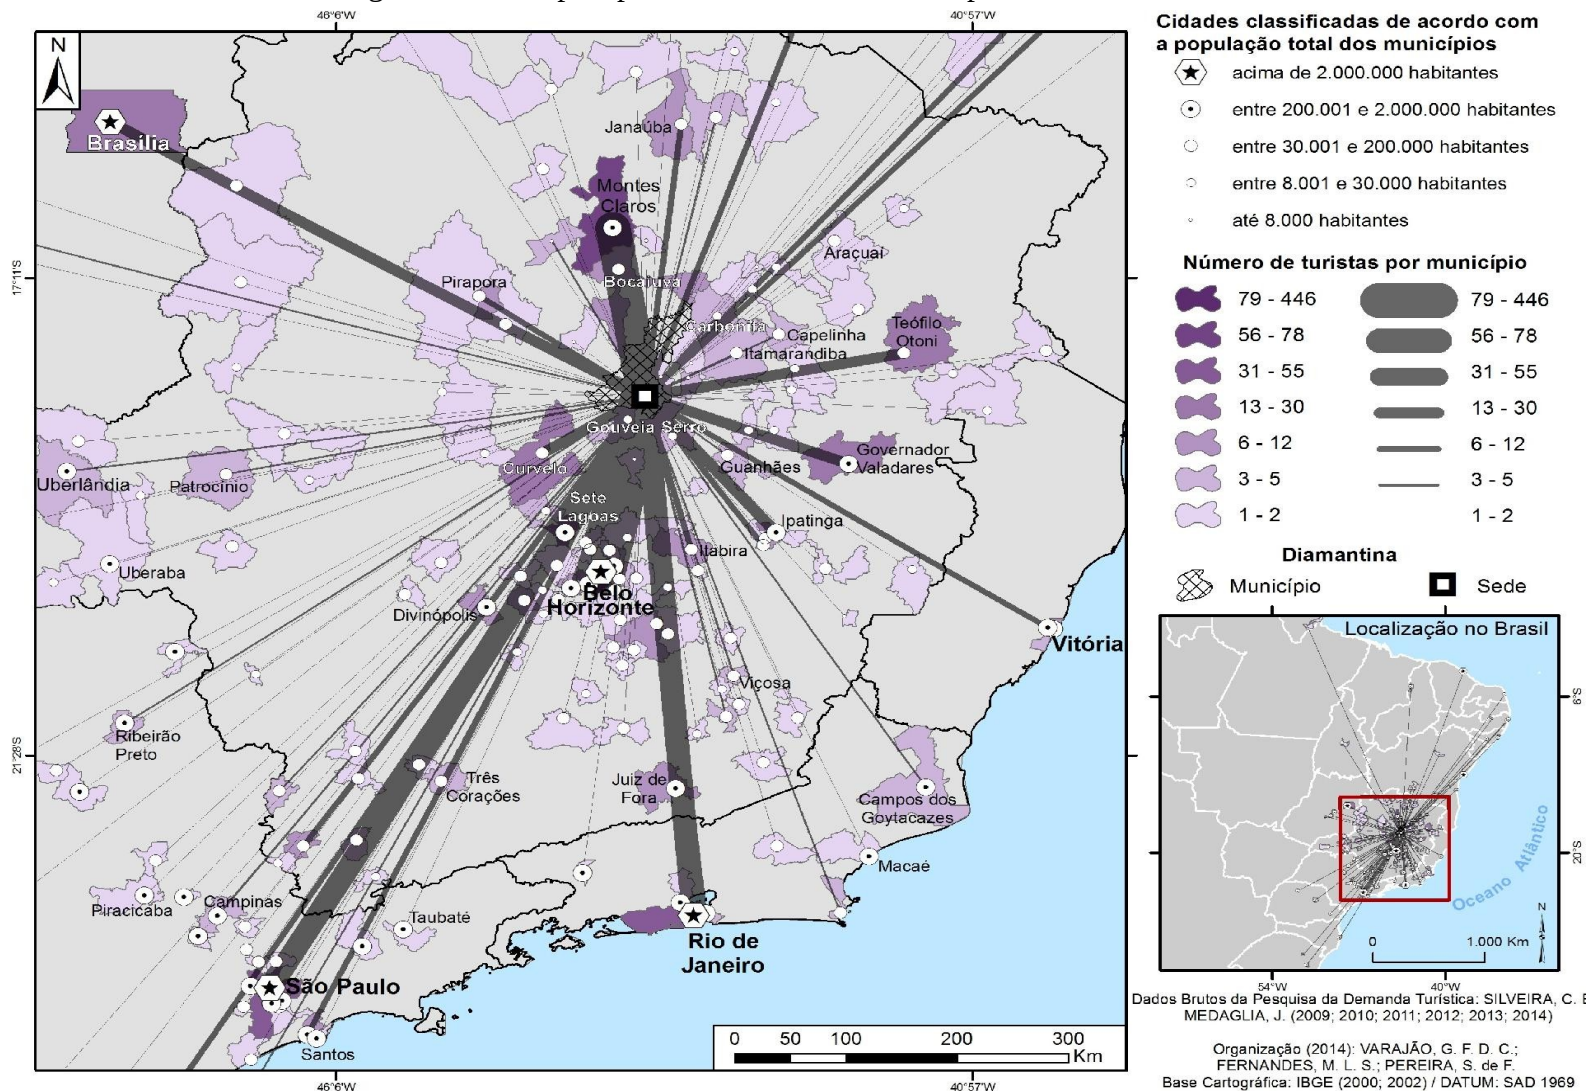 46°6'W
40°57'W
N
Brasília
Janaúba
Montes
Claros
Araçuaí
Pirapora
Bocaiúva
Carbonita
Teófilo
Otoni
Capelinha
Itamarandiba
17°11'S
Gouveia Serro
Curvelo
Guanhães
Governador
Valadares
Uberlândia
Patrocínio
Sete
Lagoas
Ipatinga
Itabira
Uberaba
Belo
Horizonte
Divinópolis
Vitória
Viçosa
Ribeirão
Preto
21°28'S
Três
Corações
Juiz de
Fora
Campos dos
Goytacazes
Macaé
Piracicaba
Campinas
Taubaté
Rio de
Janeiro
São Paulo
Santos
0 50 100 200 300
Km
46°6'W
40°57'W
Cidades classificadas de acordo com
a população total dos municípios
acima de 2.000.000 habitantes
entre 200.001 e 2.000.000 habitantes
entre 30.001 e 200.000 habitantes
entre 8.001 e 30.000 habitantes
até 8.000 habitantes
Número de turistas por município
79 - 446 79 - 446
56 - 78 56 - 78
31 - 55 31 - 55
13 - 30 13 - 30
6 - 12 6 - 12
3 - 5 3 - 5
1 - 2 1 - 2
Diamantina
Município Sede
Localização no Brasil
6°S
20°S
Oceano Atlântico
N
0 1.000 Km
54°W 40°W
Dados Brutos da Pesquisa da Demanda Turística: SILVEIRA, C. E
MEDAGLIA, J. (2009; 2010; 2011; 2012; 2013; 2014)
Organização (2014): VARAJÃO, G. F. D. C.;
FERNANDES, M. L. S.; PEREIRA, S. de F.
Base Cartográfica: IBGE (2000, 2002) / DATUM: SAD 1969